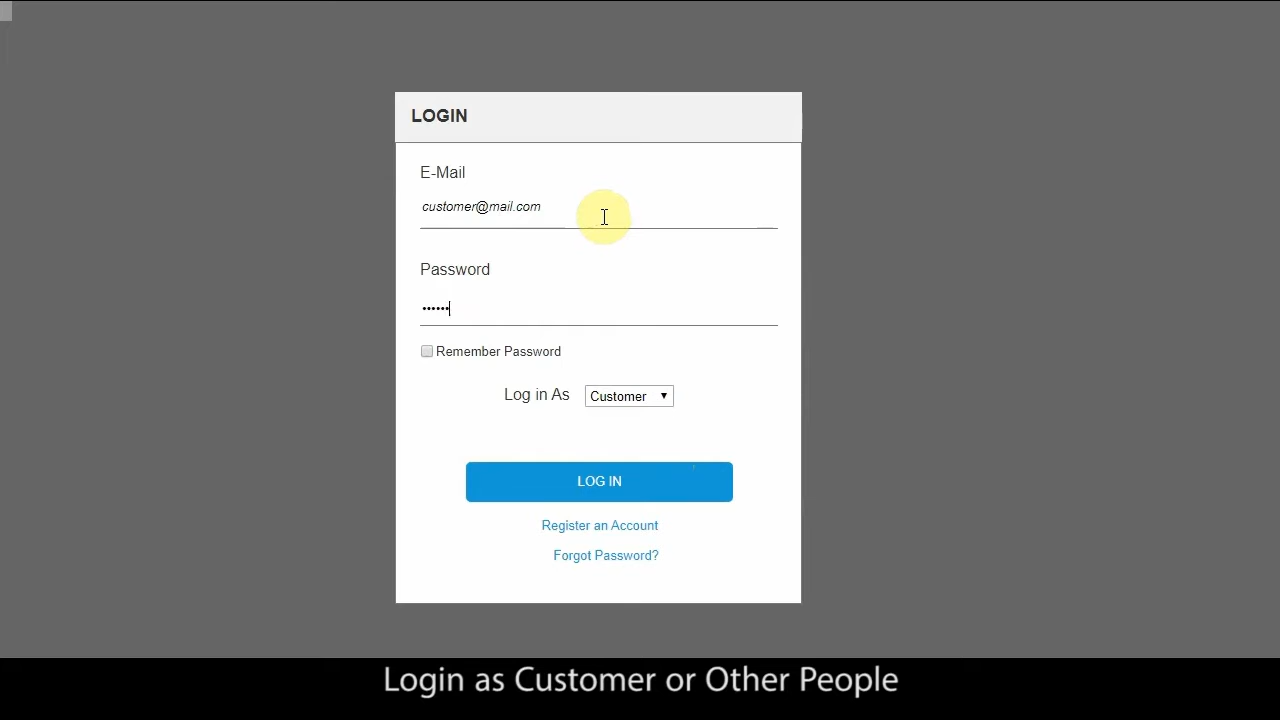 LOGIN
E-Mail
customer@mail.com
Password
••••••
Remember Password
Log in As Customer
LOG IN
Register an Account
Forgot Password?
Login as Customer or Other People